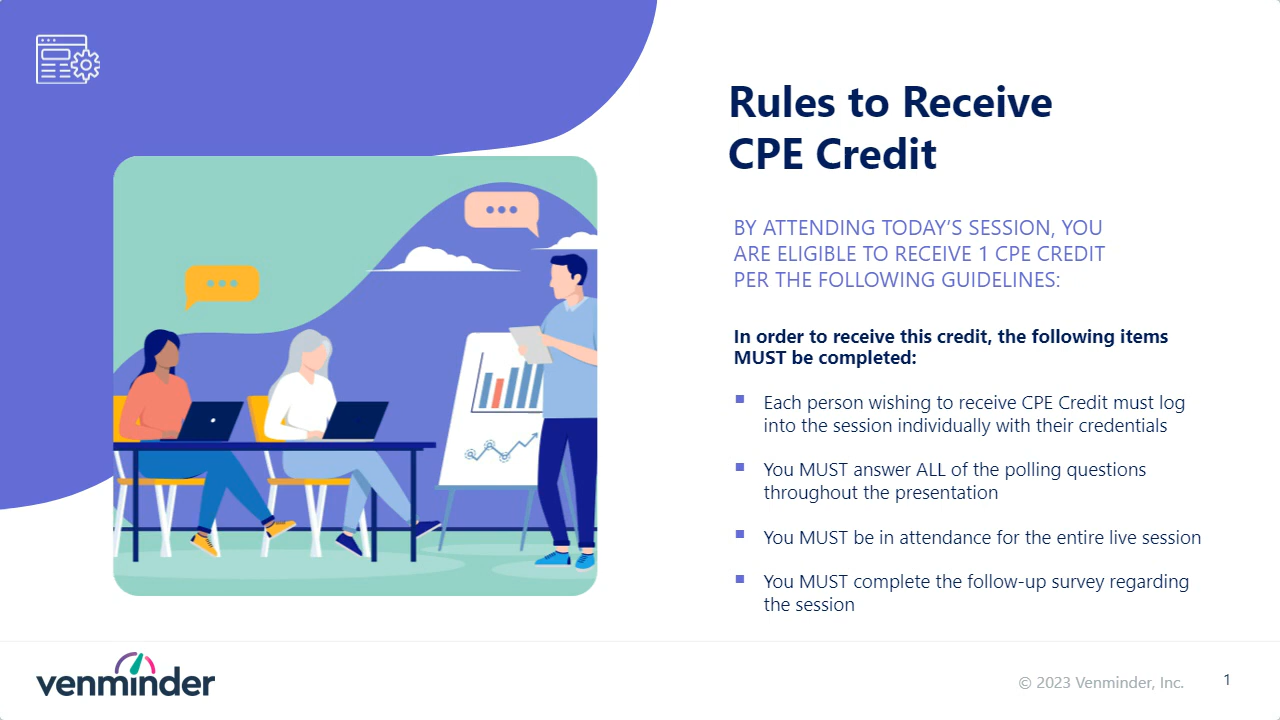 Rules to Receive
CPE Credit
BY ATTENDING TODAY’S SESSION, YOU
ARE ELIGIBLE TO RECEIVE 1 CPE CREDIT
PER THE FOLLOWING GUIDELINES:
In order to receive this credit, the following items
MUST be completed:
Each person wishing to receive CPE Credit must log
into the session individually with their credentials
You MUST answer ALL of the polling questions
throughout the presentation
You MUST be in attendance for the entire live session
You MUST complete the follow-up survey regarding
the session
venminder
© 2023 Venminder, Inc.
1